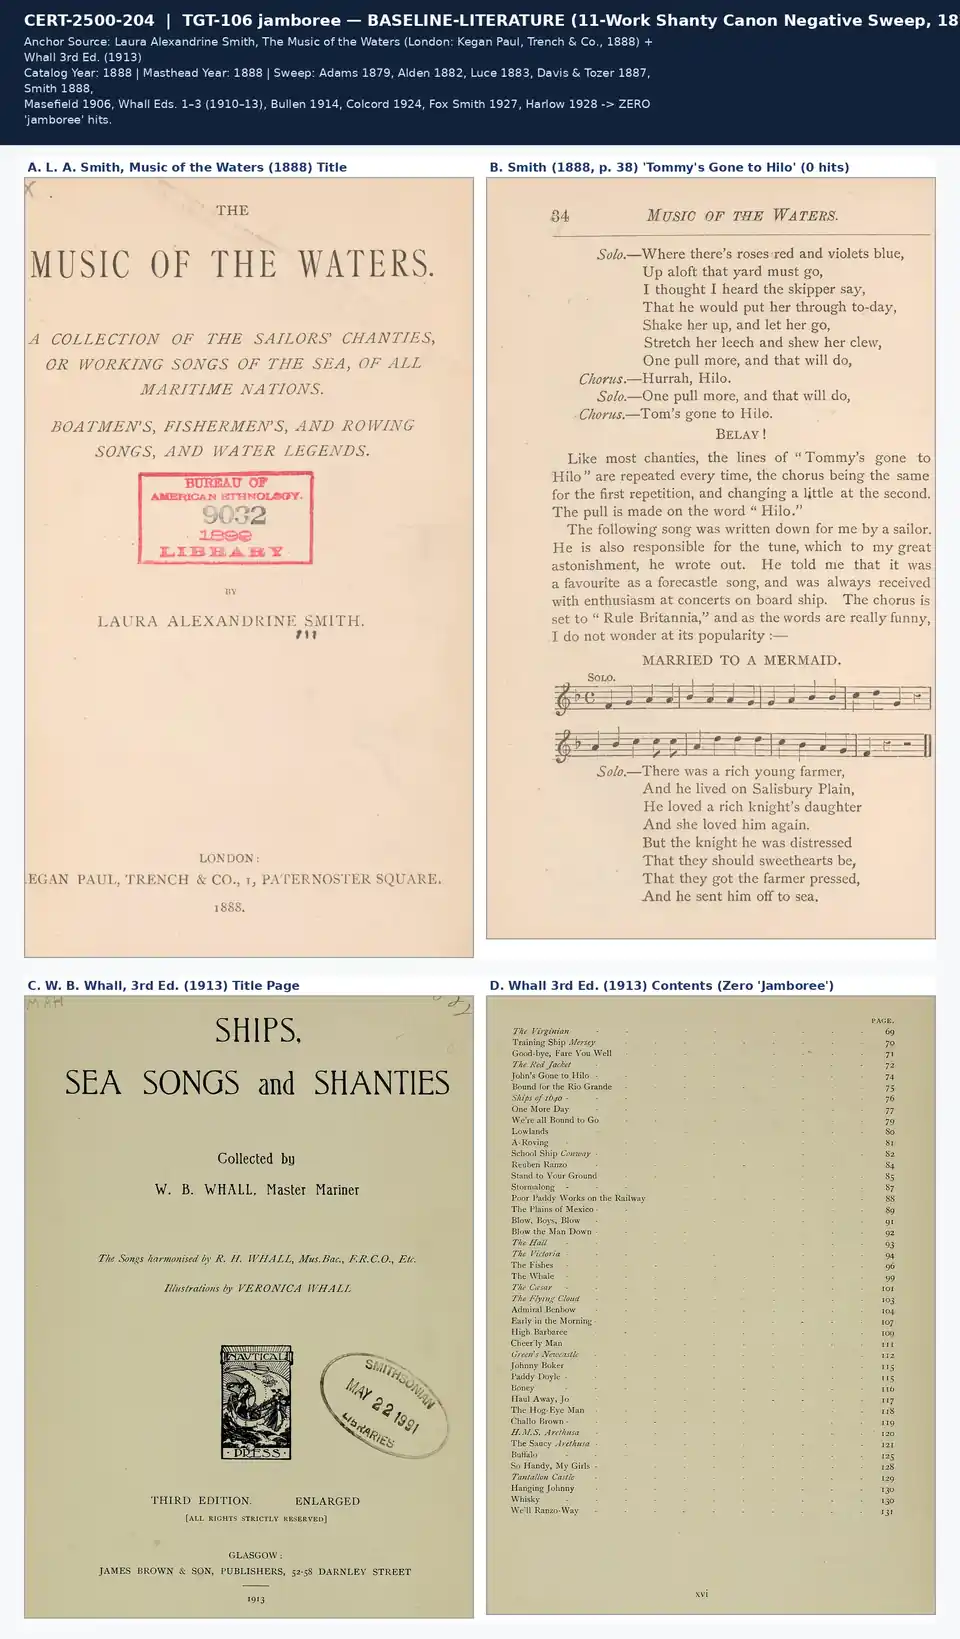 CERT-2500-204 | TGT-106 jamboree — BASELINE-LITERATURE (11-Work Shanty Canon Negative Sweep, 18
Anchor Source: Laura Alexandrine Smith, The Music of the Waters (London: Kegan Paul, Trench & Co., 1888) +
Whall 3rd Ed. (1913)
Catalog Year: 1888 | Masthead Year: 1888 | Sweep: Adams 1879, Alden 1882, Luce 1883, Davis & Tozer 1887,
Smith 1888,
Masefield 1906, Whall Eds. 1–3 (1910–13), Bullen 1914, Colcord 1924, Fox Smith 1927, Harlow 1928 -> ZERO
'jamboree' hits.
A. L. A. Smith, Music of the Waters (1888) Title
THE
MUSIC OF THE WATERS.
A COLLECTION OF THE SAILORS' CHANTIES,
OR WORKING SONGS OF THE SEA, OF ALL
MARITIME NATIONS.
BOATMEN'S, FISHERMEN'S, AND ROWING
SONGS, AND WATER LEGENDS.
BUREAU OF
AMERICAN ETHNOLOGY.
9032
LIBRARY
BY
LAURA ALEXANDRINE SMITH.
LONDON:
EGAN PAUL, TRENCH & CO., 1, PATERNOSTER SQUARE.
1888.
B. Smith (1888, p. 38) 'Tommy's Gone to Hilo' (0 hits)
34 MUSIC OF THE WATERS.
Solo.—Where there's roses red and violets blue,
Up aloft that yard must go,
I thought I heard the skipper say,
That he would put her through to-day,
Shake her up, and let her go,
Stretch her leech and shew her clew,
One pull more, and that will do,
Chorus.—Hurrah, Hilo.
Solo.—One pull more, and that will do,
Chorus.—Tom's gone to Hilo.
BELAY!
Like most chanties, the lines of "Tommy's gone to
Hilo" are repeated every time, the chorus being the same
for the first repetition, and changing a little at the second.
The pull is made on the word "Hilo."
The following song was written down for me by a sailor.
He is also responsible for the tune, which to my great
astonishment, he wrote out. He told me that it was
a favourite as a forecastle song, and was always received
with enthusiasm at concerts on board ship. The chorus is
set to "Rule Britannia," and as the words are really funny,
I do not wonder at its popularity :—
MARRIED TO A MERMAID.
SOLO.
Solo.—There was a rich young farmer,
And he lived on Salisbury Plain,
He loved a rich knight's daughter
And she loved him again.
But the knight he was distressed
That they should sweethearts be,
That they got the farmer pressed,
And he sent him off to sea.
C. W. B. Whall, 3rd Ed. (1913) Title Page
SHIPS,
SEA SONGS and SHANTIES
Collected by
W. B. WHALL, Master Mariner
The Songs harmonised by R. H. WHALL, Mus.Bac., F.R.C.O., Etc.
Illustrations by VERONICA WHALL
NAUTICAL
PRESS
SMITHSONIAN
MAY 22 1991
LIBRARIES
THIRD EDITION. ENLARGED
[ALL RIGHTS STRICTLY RESERVED]
GLASGOW:
JAMES BROWN & SON, PUBLISHERS, 52-58 DARNLEY STREET
1913
D. Whall 3rd Ed. (1913) Contents (Zero 'Jamboree')
PAGE.
The Virginian 69
Training Ship Mersey 70
Good-bye, Fare You Well 71
The Red Jacket 72
John's Gone to Hilo 74
Bound for the Rio Grande 75
Ships of 1840 76
One More Day 77
We're all Bound to Go 79
Lowlands 80
A-Roving 81
School Ship Conway 82
Reuben Ranzo 84
Stand to Your Ground 85
Stormalong 87
Poor Paddy Works on the Railway 88
The Plains of Mexico 89
Blow, Boys, Blow 91
Blow the Man Down 92
The Hall 93
The Victoria 94
The Fishes 96
The Whale 99
The Cæsar 101
The Flying Cloud 103
Admiral Benbow 104
Early in the Morning 107
High Barbaree 109
Cheer'ly Man 111
Green's Newcastle 112
Johnny Boker 115
Paddy Doyle 115
Boney 116
Haul Away, Jo 117
The Hog-Eye Man 118
Challo Brown 119
H.M.S. Arethusa 120
The Saucy Arethusa 121
Buffalo 125
So Handy, My Girls 128
Tantallon Castle 129
Hanging Johnny 130
Whisky 130
We'll Ranzo-Way 131
xvi